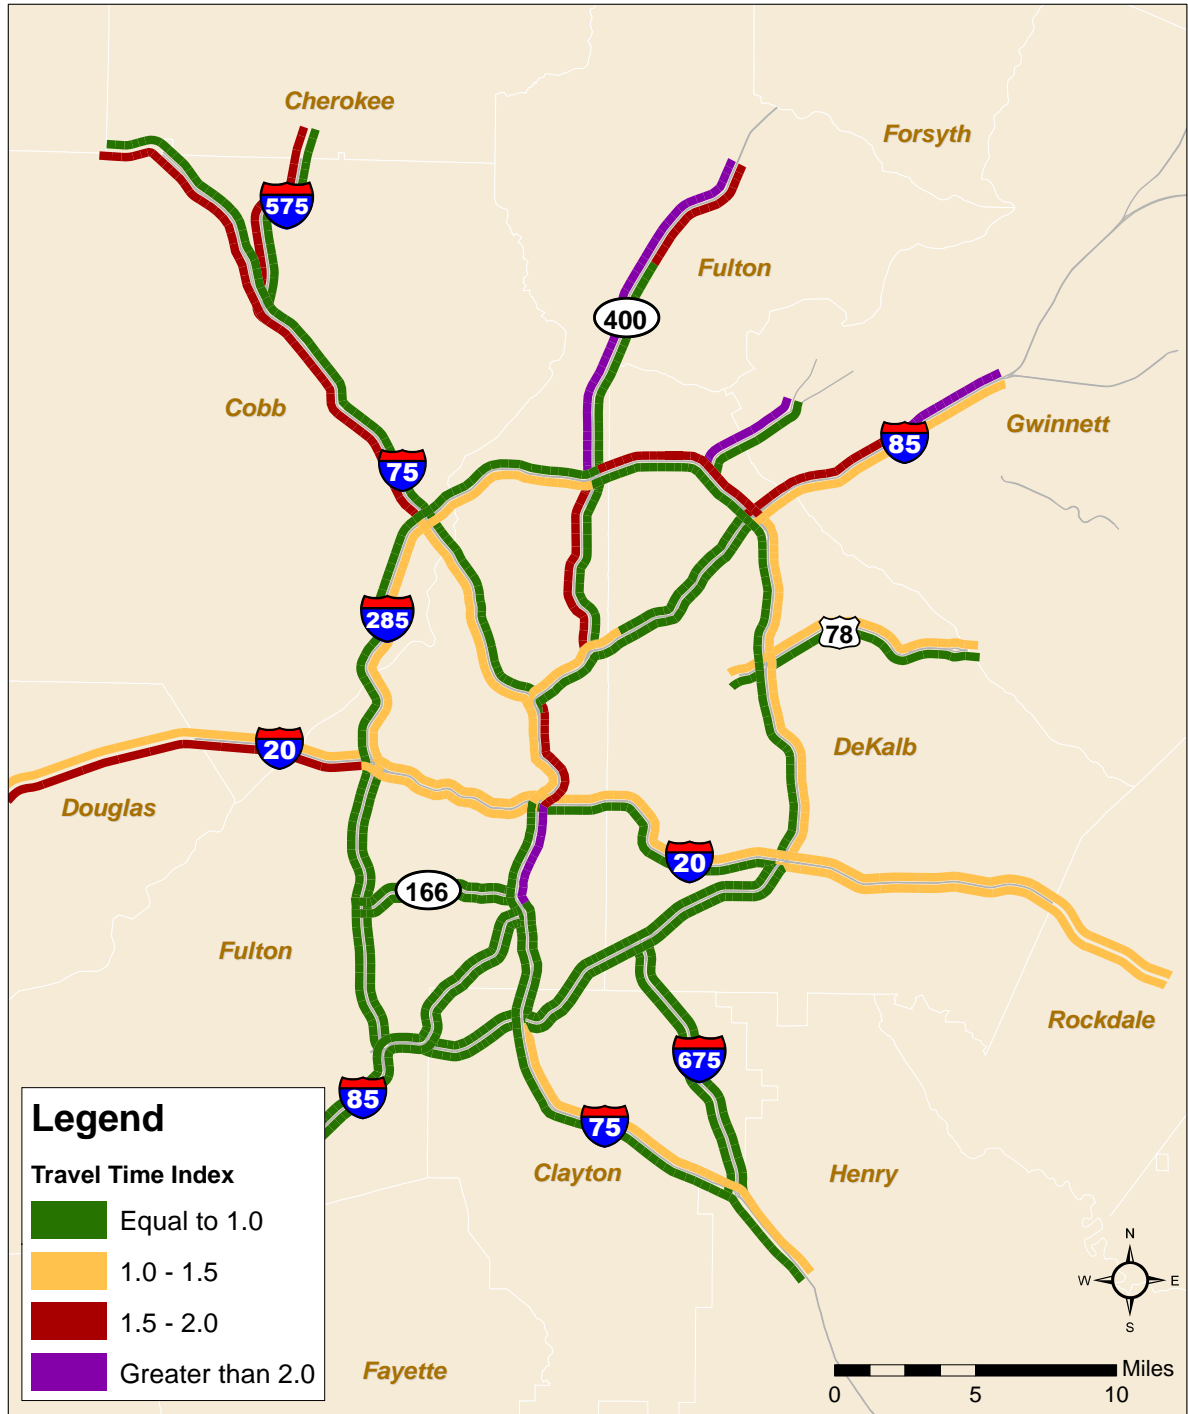 Cherokee
Forsyth
575
Fulton
400
Cobb
Gwinnett
85
75
285
78
20
DeKalb
Douglas
20
166
Fulton
Rockdale
675
85
75
Clayton
Henry
Legend
Travel Time Index
Equal to 1.0
1.0 - 1.5
1.5 - 2.0
Greater than 2.0
Fayette
N
W E
S
Miles
0 5 10